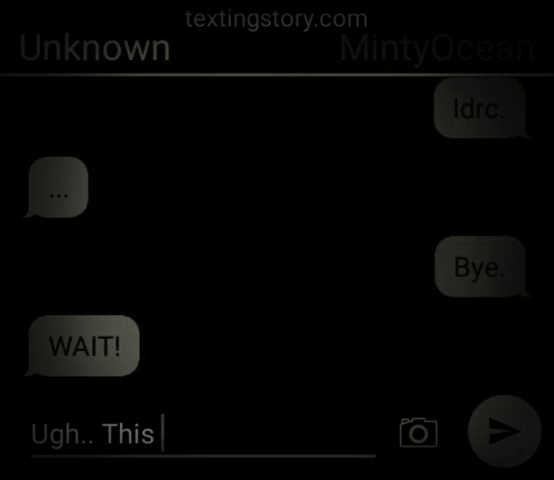 textingstory.com
Unknown MintyOcean
Idrc.
...
Bye.
WAIT!
Ugh.. This